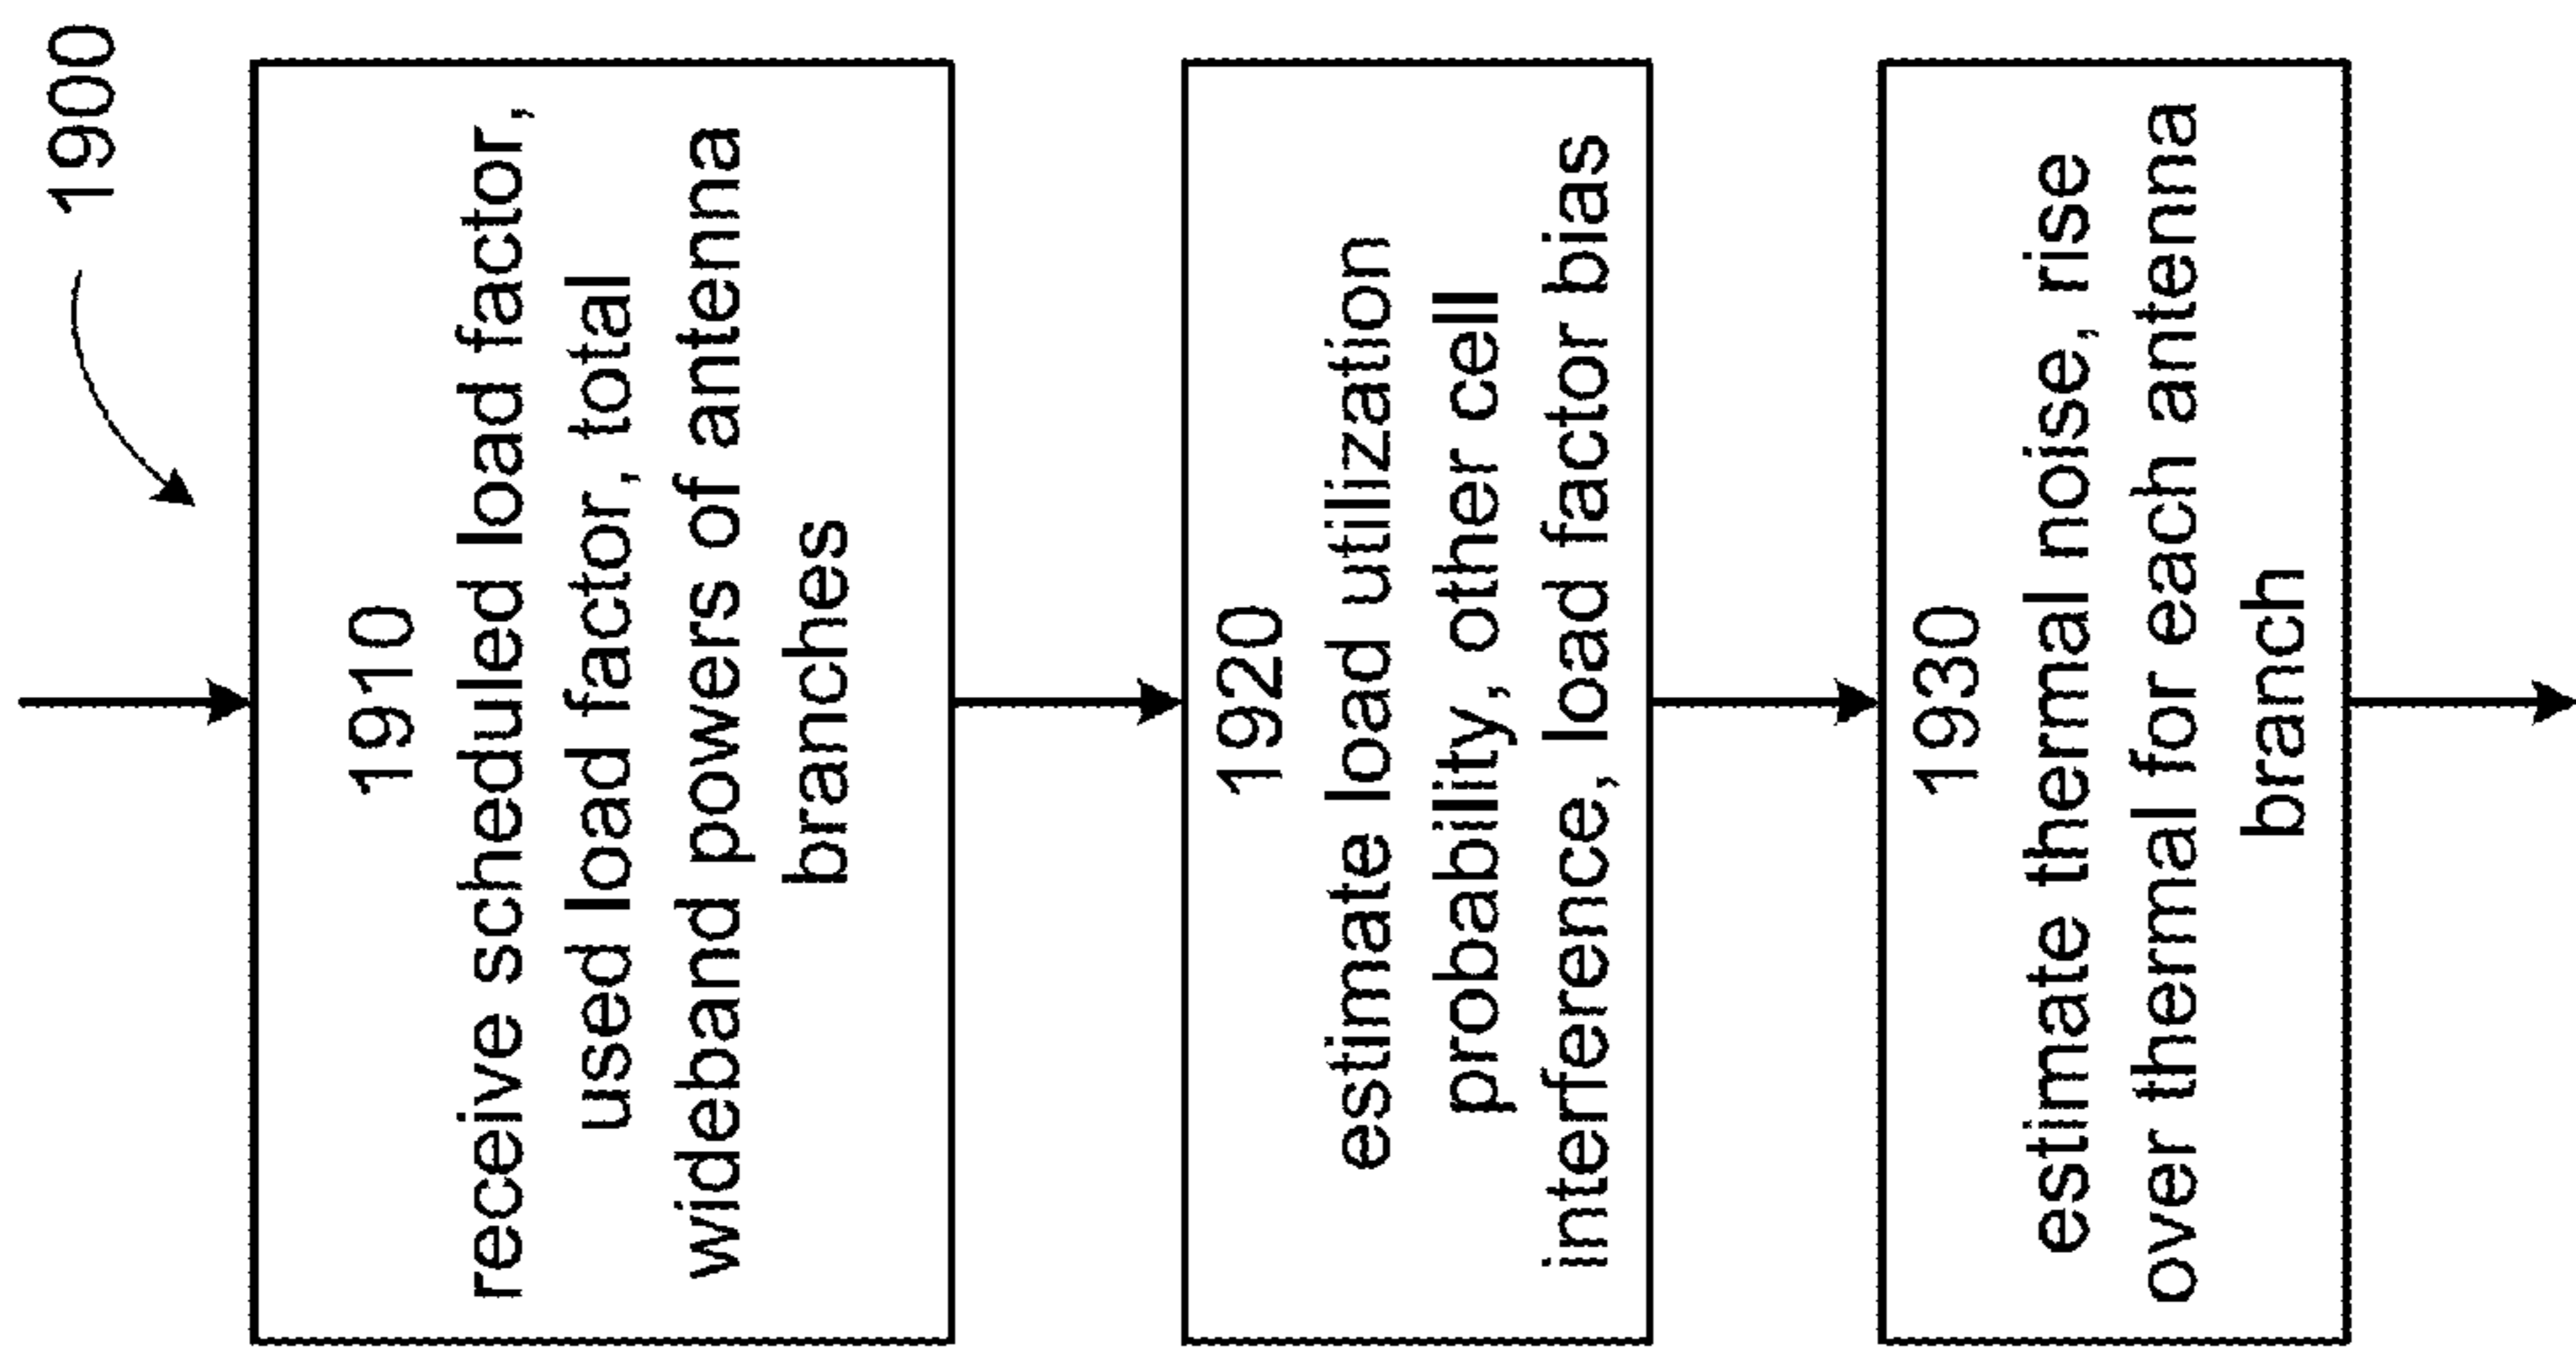 1900
1910
receive scheduled load factor,
used load factor, total
wideband powers of antenna
branches
1920
estimate load utilization
probability, other cell
interference, load factor bias
1930
estimate thermal noise, rise
over thermal for each antenna
branch